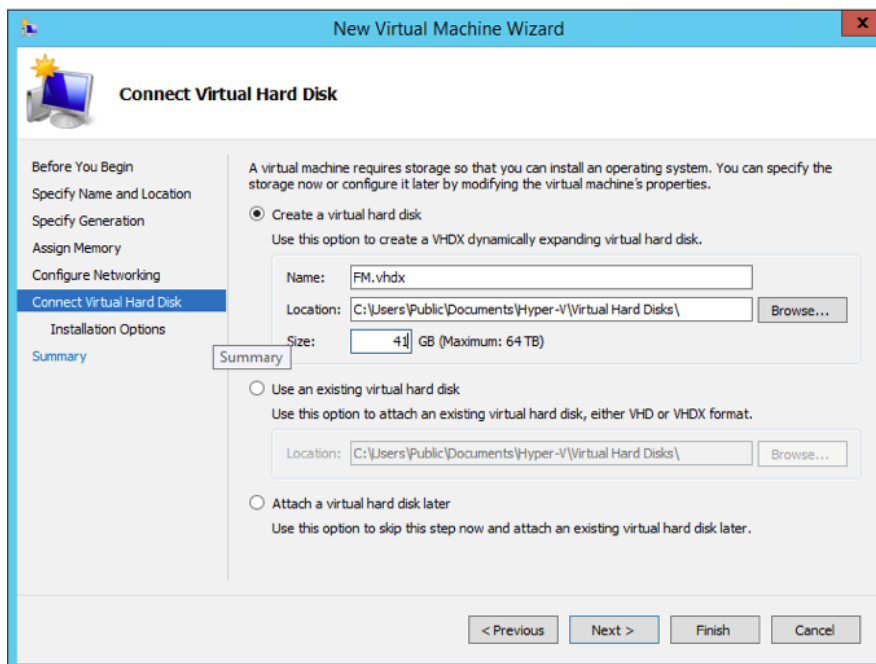 New Virtual Machine Wizard
x
Connect Virtual Hard Disk
Before You Begin
Specify Name and Location
Specify Generation
Assign Memory
Configure Networking
Connect Virtual Hard Disk
Installation Options
Summary
Summary
A virtual machine requires storage so that you can install an operating system. You can specify the
storage now or configure it later by modifying the virtual machine's properties.
Create a virtual hard disk
Use this option to create a VHDX dynamically expanding virtual hard disk.
Name: FM.vhdx
Location: C:\Users\Public\Documents\Hyper-V\Virtual Hard Disks\ Browse...
Size: 41 GB (Maximum: 64 TB)
Use an existing virtual hard disk
Use this option to attach an existing virtual hard disk, either VHD or VHDX format.
Location: C:\Users\Public\Documents\Hyper-V\Virtual Hard Disks\ Browse...
Attach a virtual hard disk later
Use this option to skip this step now and attach an existing virtual hard disk later.
< Previous Next > Finish Cancel